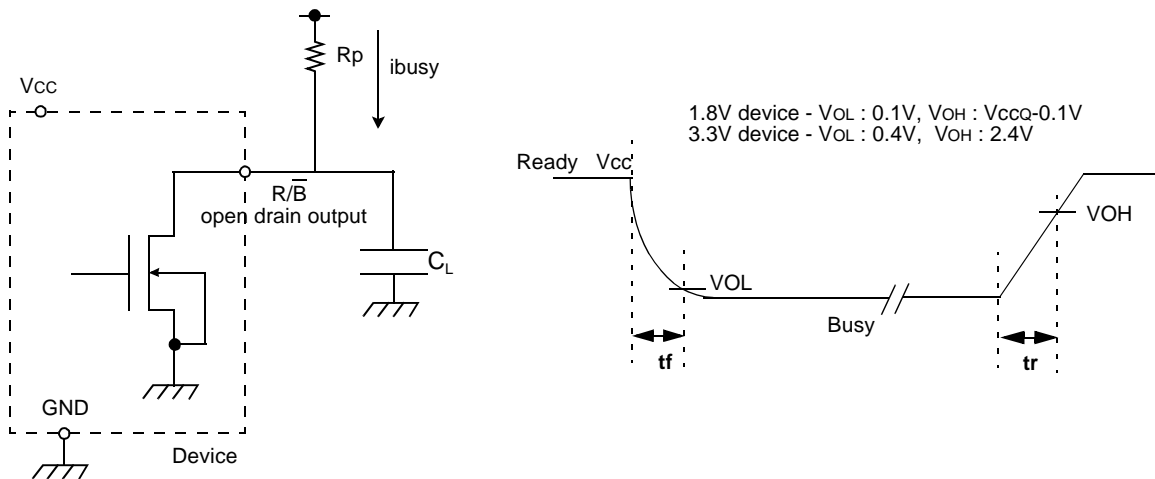 Rp
ibusy
VCC
R/B̅
open drain output
CL
GND
Device
1.8V device - VOL : 0.1V, VOH : VccQ-0.1V
3.3V device - VOL : 0.4V, VOH : 2.4V
Ready Vcc
VOH
VOL
Busy
tf
tr